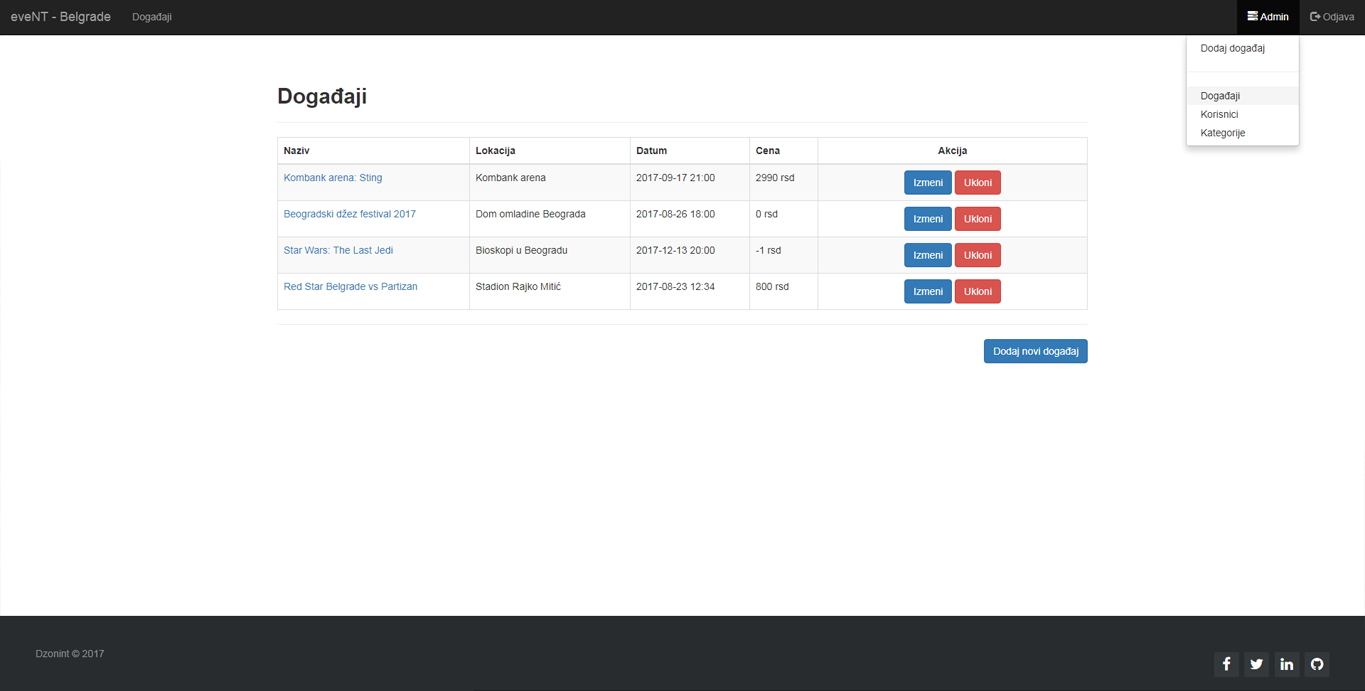 eveNT - Belgrade Događaji Admin Odjava
Dodaj događaj
Događaji
Korisnici
Kategorije
Događaji
Naziv Lokacija Datum Cena Akcija
Kombank arena: Sting Kombank arena 2017-09-17 21:00 2990 rsd Izmeni Ukloni
Beogradski džez festival 2017 Dom omladine Beograda 2017-08-26 18:00 0 rsd Izmeni Ukloni
Star Wars: The Last Jedi Bioskopi u Beogradu 2017-12-13 20:00 -1 rsd Izmeni Ukloni
Red Star Belgrade vs Partizan Stadion Rajko Mitić 2017-08-23 12:34 800 rsd Izmeni Ukloni
Dodaj novi događaj
Dzonint © 2017